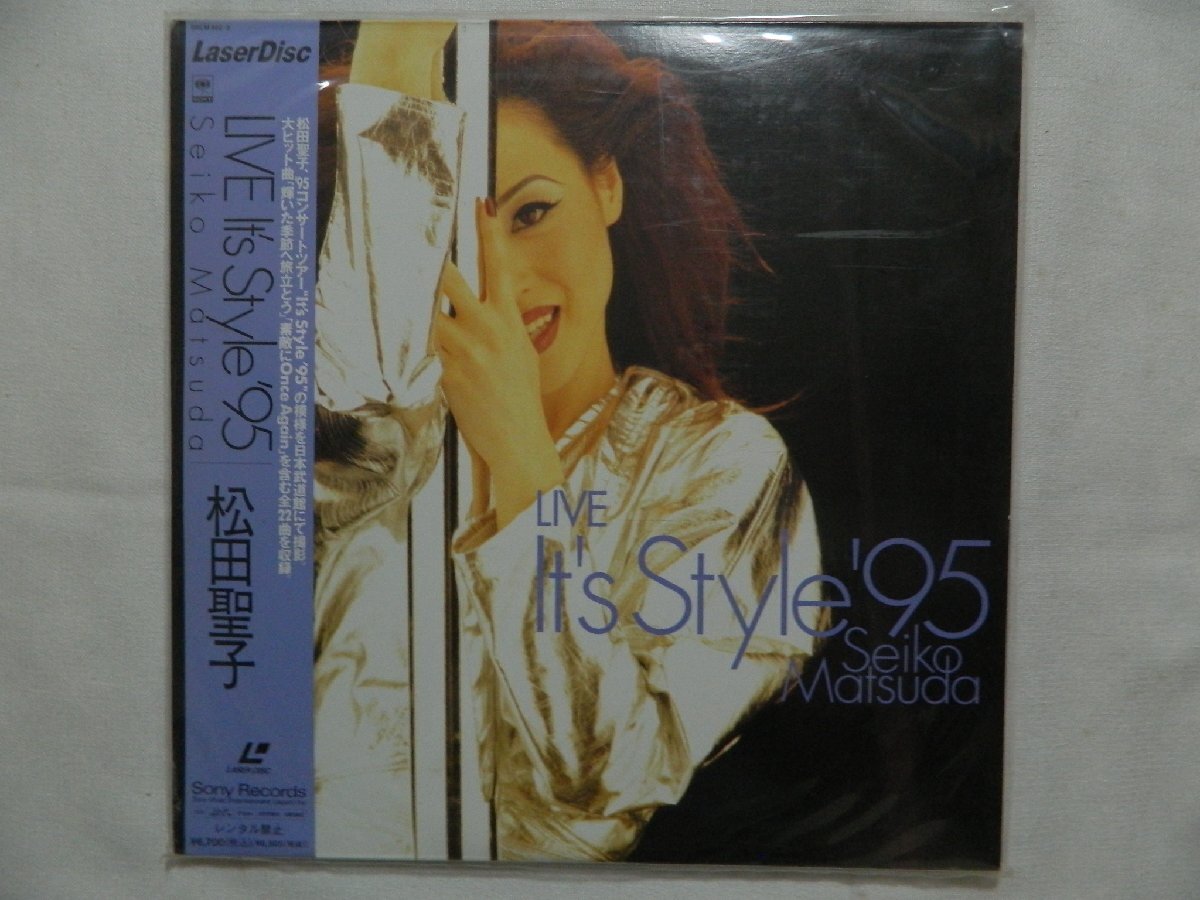 LaserDisc
SONY
LIVE It's Style '95
Seiko Matsuda
松田聖子
松田聖子、'95コンサートツアー“It's Style '95”の模様を日本武道館にて撮影。
大ヒット曲「輝いた季節へ旅立とう」「素敵にOnce Again」を含む全22曲を収録。
LASER DISC
Sony Records
レンタル禁止
LIVE
It's Style '95
Seiko
Matsuda